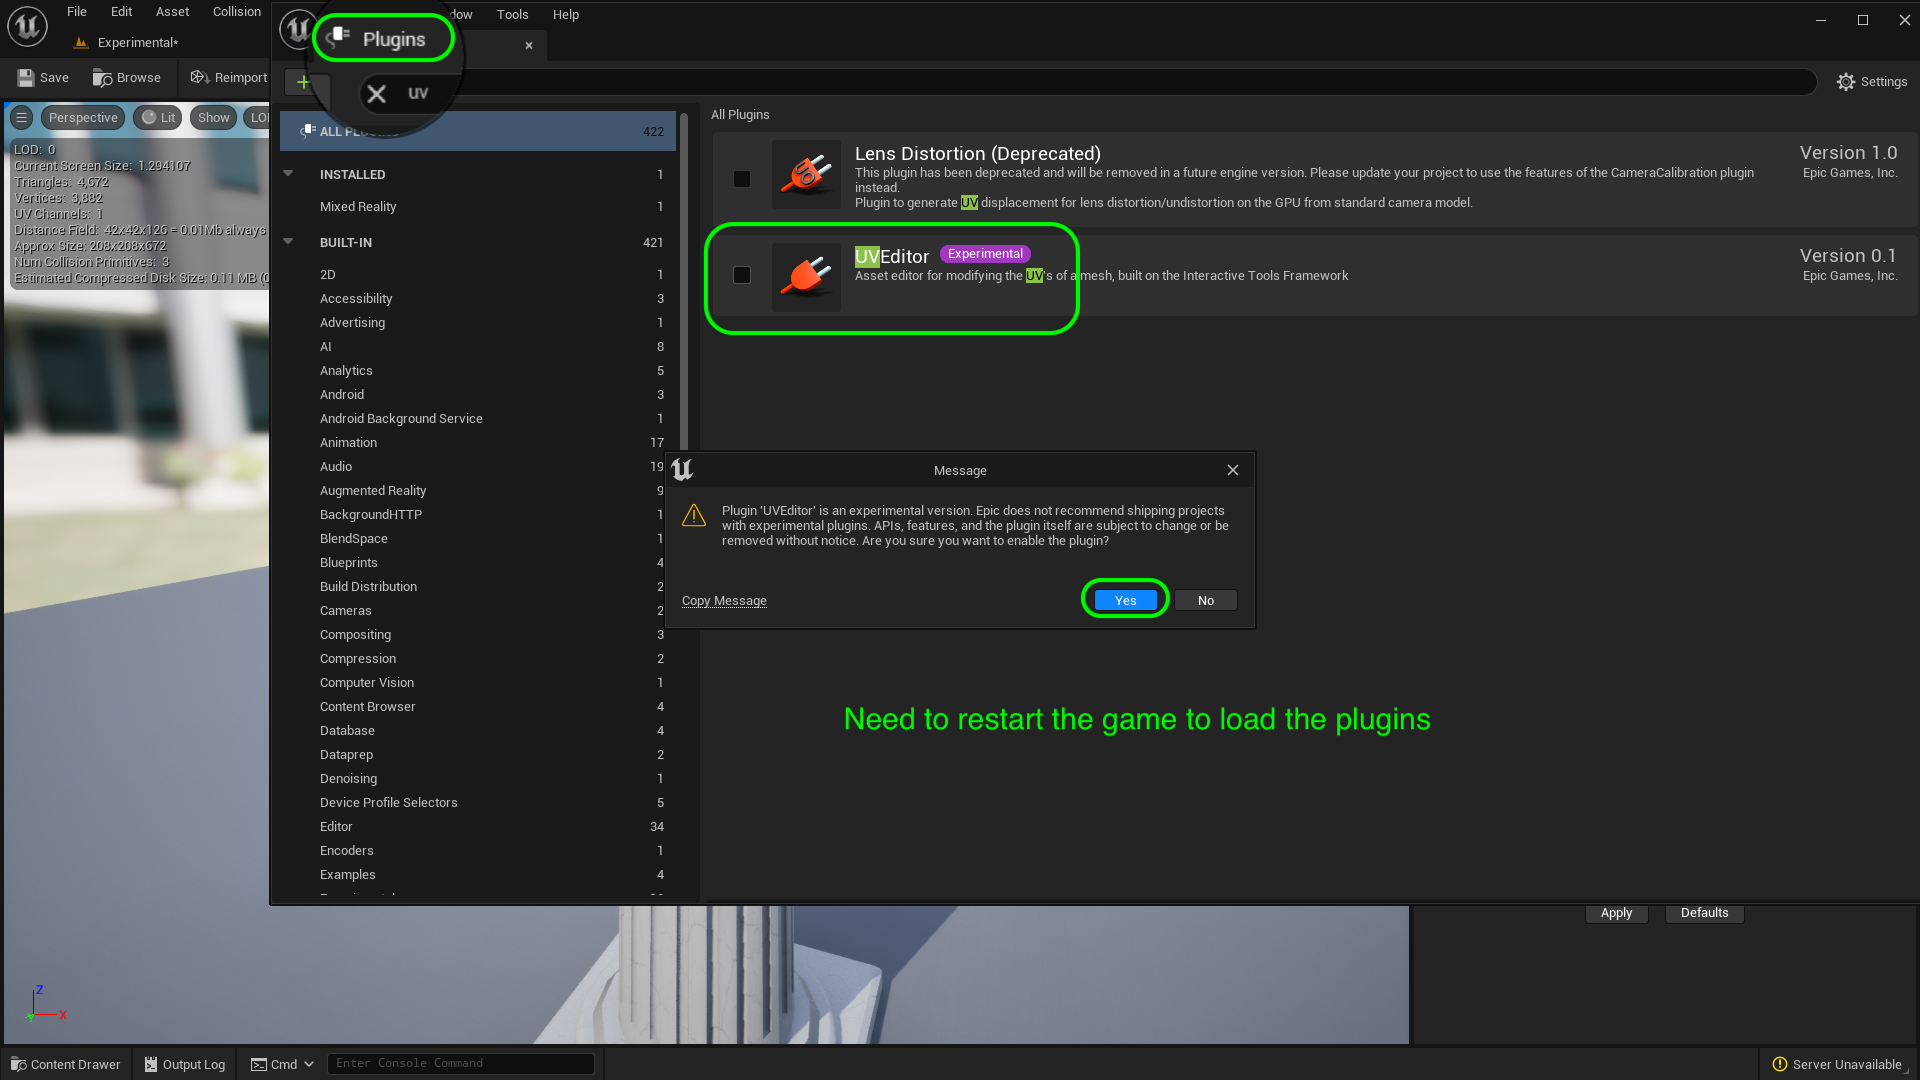 File Edit Asset Collision
Tools Help
Experimental*
Plugins
Save Browse Reimport
uv
Settings
Perspective Lit Show
LOD: 0
Current Screen Size: 1.294107
Triangles: 4,672
Vertices: 3,882
UV Channels: 1
Distance Field: 42x42x126 = 0.01Mb always
Approx Size: 208x208x672
Num Collision Primitives: 3
Estimated Compressed Disk Size: 0.11 MB
ALL 422
INSTALLED 1
Mixed Reality 1
BUILT-IN 421
2D 1
Accessibility 3
Advertising 1
AI 8
Analytics 5
Android 3
Android Background Service 1
Animation 17
Audio 19
Augmented Reality 9
BackgroundHTTP 1
BlendSpace 1
Blueprints 4
Build Distribution 2
Cameras 2
Compositing 3
Compression 2
Computer Vision 1
Content Browser 4
Database 4
Dataprep 2
Denoising 1
Device Profile Selectors 5
Editor 34
Encoders 1
Examples 4
All Plugins
Lens Distortion (Deprecated) Version 1.0
This plugin has been deprecated and will be removed in a future engine version. Please update your project to use the features of the CameraCalibration plugin Epic Games, Inc.
instead.
Plugin to generate UV displacement for lens distortion/undistortion on the GPU from standard camera model.
UVEditor Experimental Version 0.1
Asset editor for modifying the UV's of a mesh, built on the Interactive Tools Framework Epic Games, Inc.
Message
Plugin 'UVEditor' is an experimental version. Epic does not recommend shipping projects
with experimental plugins. APIs, features, and the plugin itself are subject to change or be
removed without notice. Are you sure you want to enable the plugin?
Copy Message Yes No
Need to restart the game to load the plugins
Apply Defaults
Z
X
Content Drawer Output Log Cmd Enter Console Command Server Unavailable